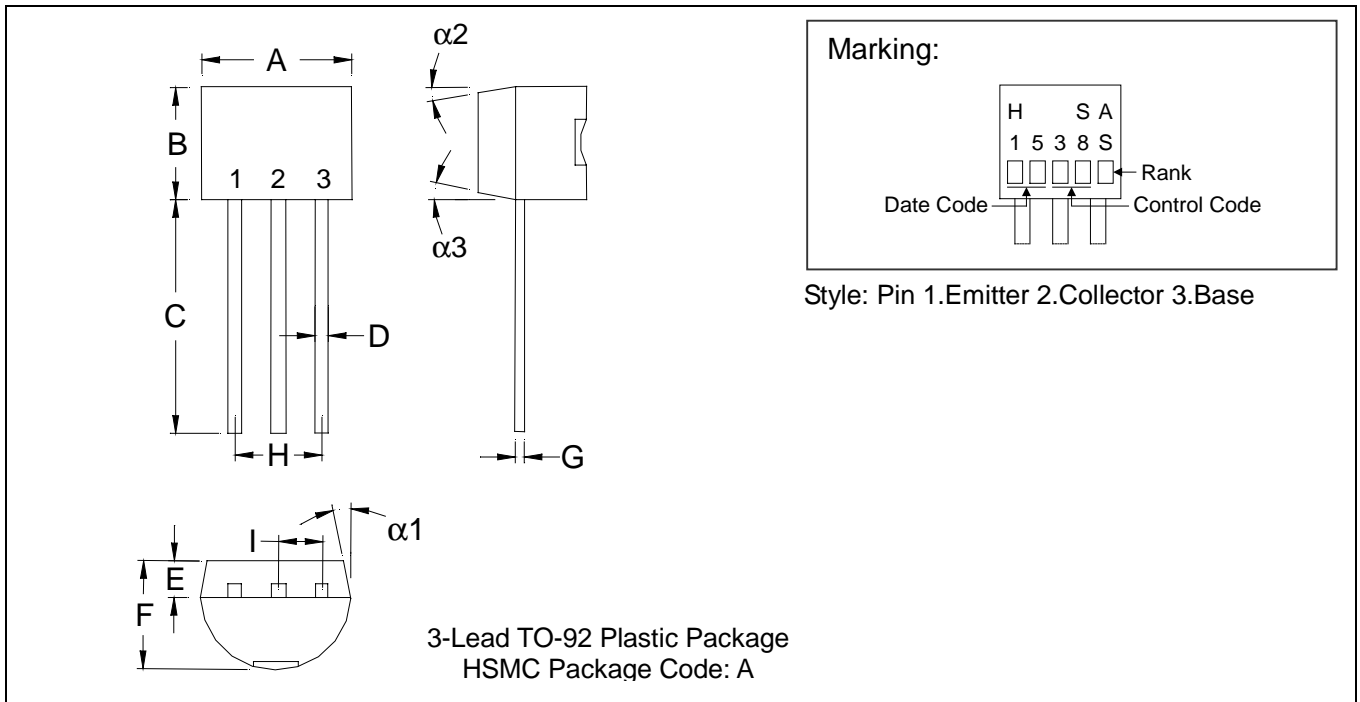 A
B
1 2 3
C
D
H
α2
α3
G
α1
I
E
F
3-Lead TO-92 Plastic Package
HSMC Package Code: A
Marking:
H S A
1 5 3 8 S
Rank
Date Code Control Code
Style: Pin 1.Emitter 2.Collector 3.Base